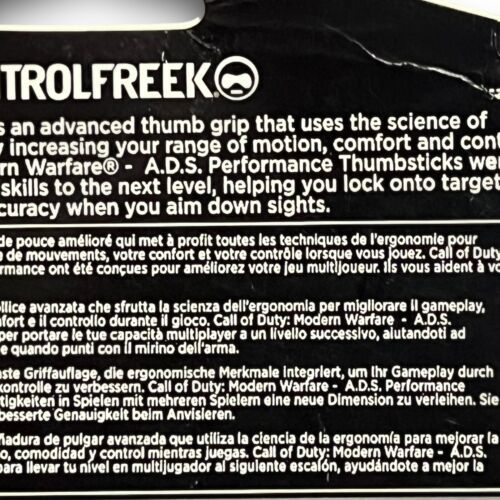 TROLFREEK
s an advanced thumb grip that uses the science of
y increasing your range of motion, comfort and cont
rn Warfare® - A.D.S. Performance Thumbsticks we
skills to the next level, helping you lock onto target
curacy when you aim down sights.
de pouce amélioré qui met à profit toutes les techniques de l'ergonomie pour
e de mouvements, votre confort et votre contrôle lorsque vous jouez. Call of Duty
rmance ont été conçues pour améliorez votre jeu multijoueur. Ils vous aident à vo
ollice avanzata che sfrutta la scienza dell'ergonomia per migliorare il gameplay,
nfort e il controllo durante il gioco. Call of Duty: Modern Warfare - A.D.S.
per portare le tue capacità multiplayer a un livello successivo, aiutandoti ad
e quando punti con il mirino dell'arma.
aste Griffauflage, die ergonomische Merkmale integriert, um Ihr Gameplay durch
kontrolle zu verbessern. Call of Duty: Modern Warfare - A.D.S. Performance
tigkeiten in Spielen mit mehreren Spielern eine neue Dimension zu verleihen. Sie
besserte Genauigkeit beim Anvisieren.
ñadura de pulgar avanzada que utiliza la ciencia de la ergonomía para mejorar la
o, comodidad y control mientras juegas. Call of Duty: Modern Warfare - A.D.S.
para llevar tu nivel en multijugador al siguiente escalón, ayudándote a mejorar la